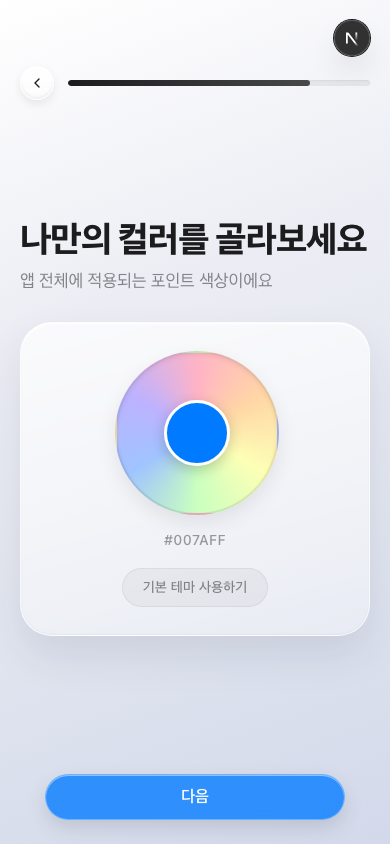 N
나만의 컬러를 골라보세요
앱 전체에 적용되는 포인트 색상이에요
#007AFF
기본 테마 사용하기
다음